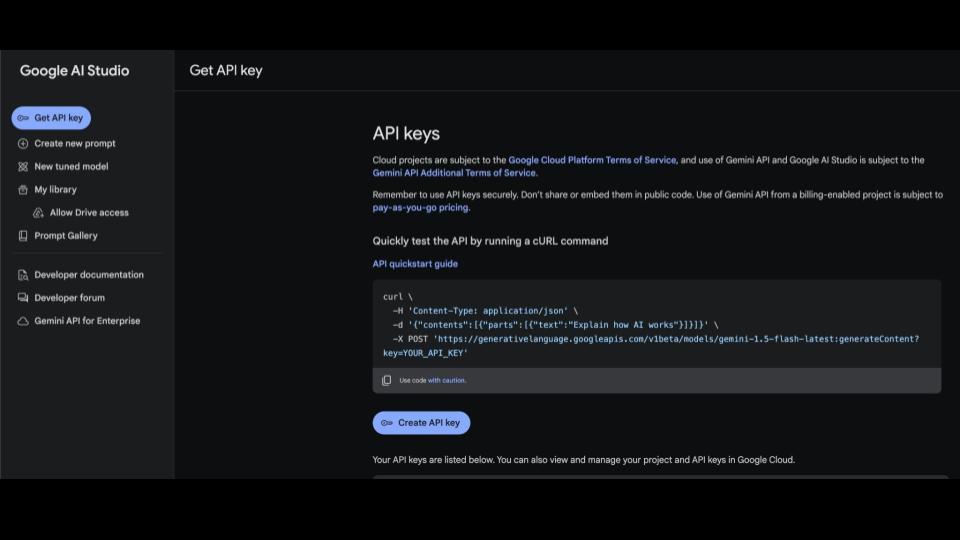 Google AI Studio
Get API key
Get API key
Create new prompt
New tuned model
My library
Allow Drive access
Prompt Gallery
Developer documentation
Developer forum
Gemini API for Enterprise
API keys
Cloud projects are subject to the Google Cloud Platform Terms of Service, and use of Gemini API and Google AI Studio is subject to the
Gemini API Additional Terms of Service.
Remember to use API keys securely. Don't share or embed them in public code. Use of Gemini API from a billing-enabled project is subject to
pay-as-you-go pricing.
Quickly test the API by running a cURL command
API quickstart guide
curl \
-H 'Content-Type: application/json' \
-d '{"contents":[{"parts":[{"text":"Explain how AI works"}]}]}' \
-X POST 'https://generativelanguage.googleapis.com/v1beta/models/gemini-1.5-flash-latest:generateContent?
key=YOUR_API_KEY'
Use code with caution.
Create API key
Your API keys are listed below. You can also view and manage your project and API keys in Google Cloud.